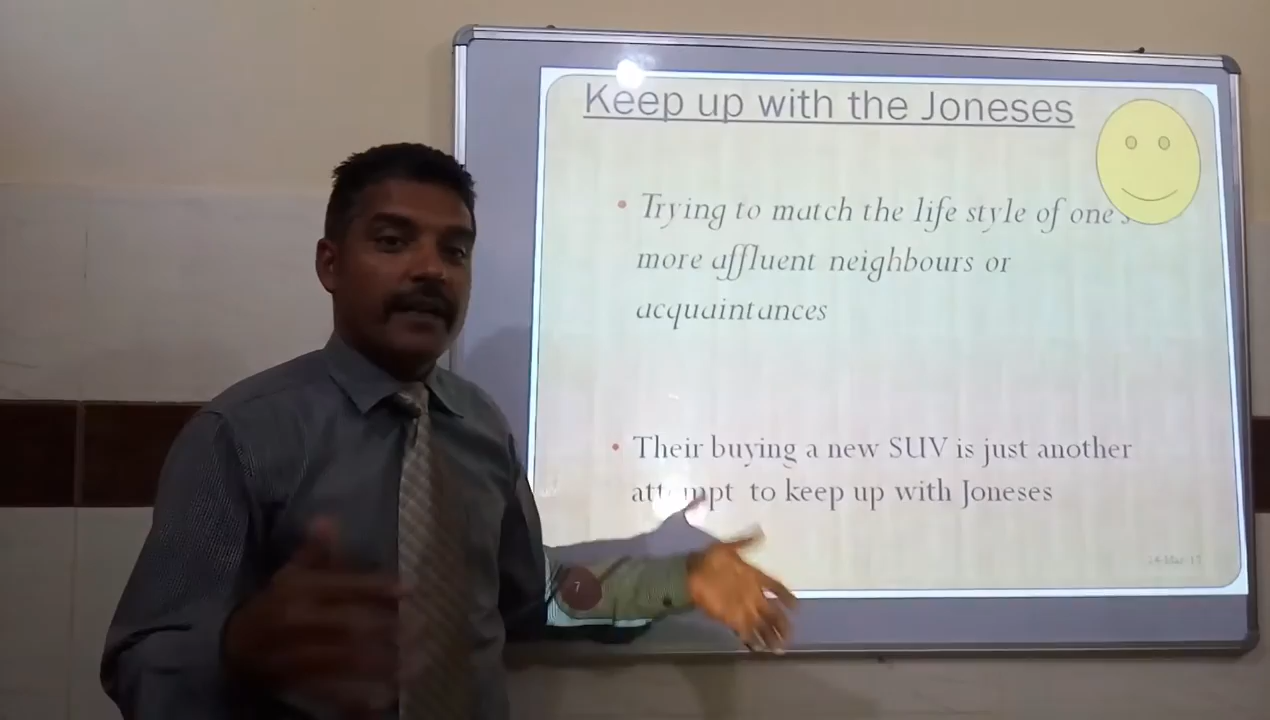 Keep up with the Joneses
• Trying to match the life style of one's
more affluent neighbours or
acquaintances
• Their buying a new SUV is just another
attempt to keep up with Joneses
7